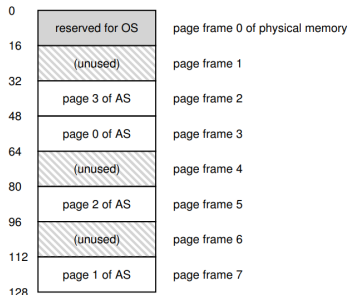 0
reserved for OS page frame 0 of physical memory
16
(unused) page frame 1
32
page 3 of AS page frame 2
48
page 0 of AS page frame 3
64
(unused) page frame 4
80
page 2 of AS page frame 5
96
(unused) page frame 6
112
page 1 of AS page frame 7
128